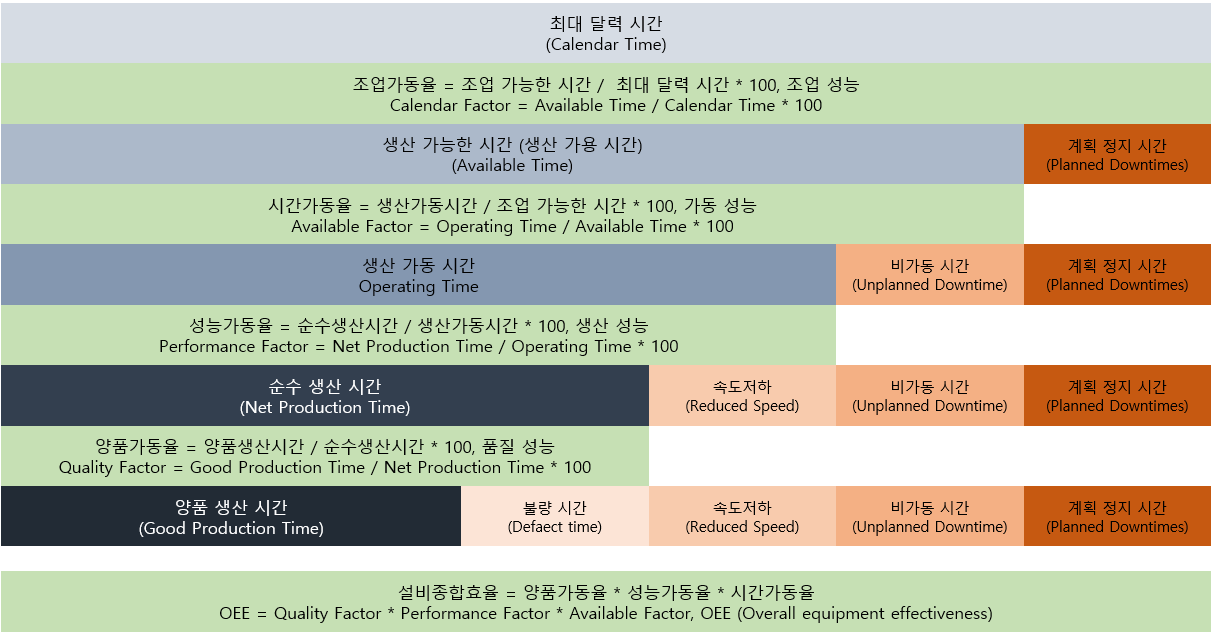 최대 달력 시간
(Calendar Time)
조업가동율 = 조업 가능한 시간 / 최대 달력 시간 * 100, 조업 성능
Calendar Factor = Available Time / Calendar Time * 100
생산 가능한 시간 (생산 가용 시간)
(Available Time)
계획 정지 시간
(Planned Downtimes)
시간가동율 = 생산가동시간 / 조업 가능한 시간 * 100, 가동 성능
Available Factor = Operating Time / Available Time * 100
생산 가동 시간
Operating Time
비가동 시간
(Unplanned Downtime)
계획 정지 시간
(Planned Downtimes)
성능가동율 = 순수생산시간 / 생산가동시간 * 100, 생산 성능
Performance Factor = Net Production Time / Operating Time * 100
순수 생산 시간
(Net Production Time)
속도저하
(Reduced Speed)
비가동 시간
(Unplanned Downtime)
계획 정지 시간
(Planned Downtimes)
양품가동율 = 양품생산시간 / 순수생산시간 * 100, 품질 성능
Quality Factor = Good Production Time / Net Production Time * 100
양품 생산 시간
(Good Production Time)
불량 시간
(Defaect time)
속도저하
(Reduced Speed)
비가동 시간
(Unplanned Downtime)
계획 정지 시간
(Planned Downtimes)
설비종합효율 = 양품가동율 * 성능가동율 * 시간가동율
OEE = Quality Factor * Performance Factor * Available Factor, OEE (Overall equipment effectiveness)